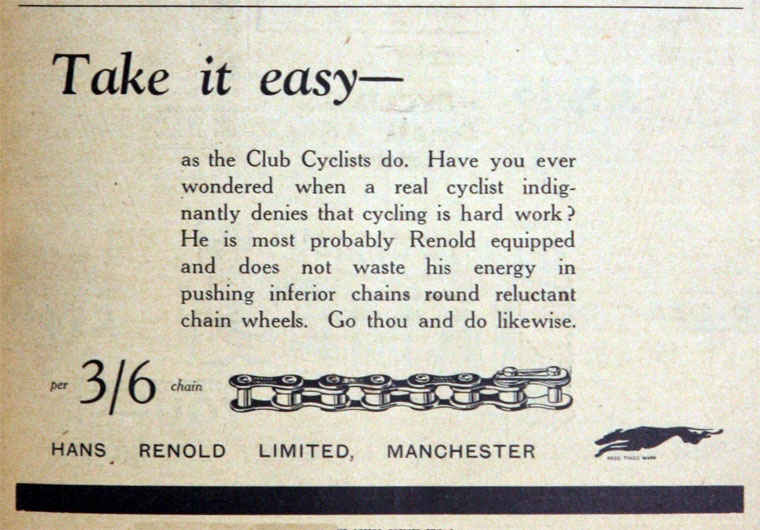 Take it easy—
as the Club Cyclists do. Have you ever
wondered when a real cyclist indig-
nantly denies that cycling is hard work?
He is most probably Renold equipped
and does not waste his energy in
pushing inferior chains round reluctant
chain wheels. Go thou and do likewise.
per 3/6 chain
HANS RENOLD LIMITED, MANCHESTER
TRADE MARK